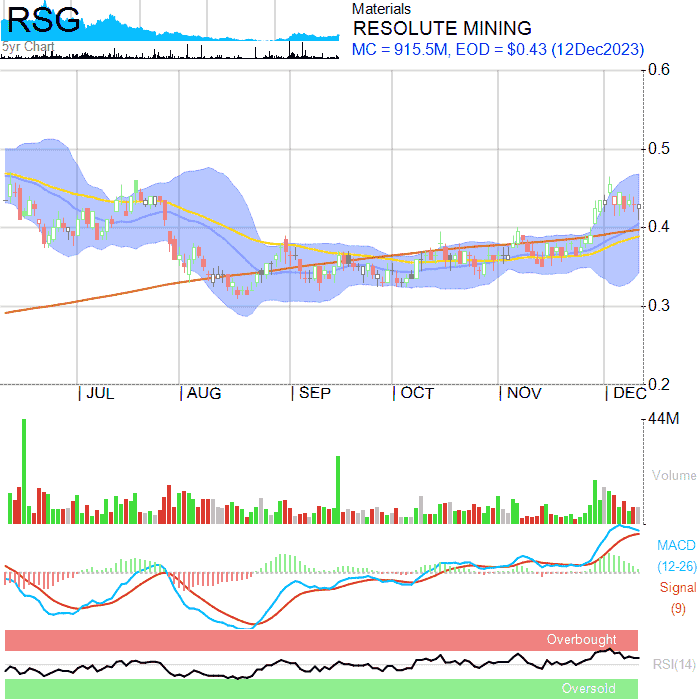 RSG
5yr Chart
Materials
RESOLUTE MINING
MC = 915.5M, EOD = $0.43 (12Dec2023)
0.6
0.5
0.4
0.3
0.2
JUL
AUG
SEP
OCT
NOV
DEC
44M
Volume
MACD
(12-26)
Signal
(9)
Overbought
RSI(14)
Oversold